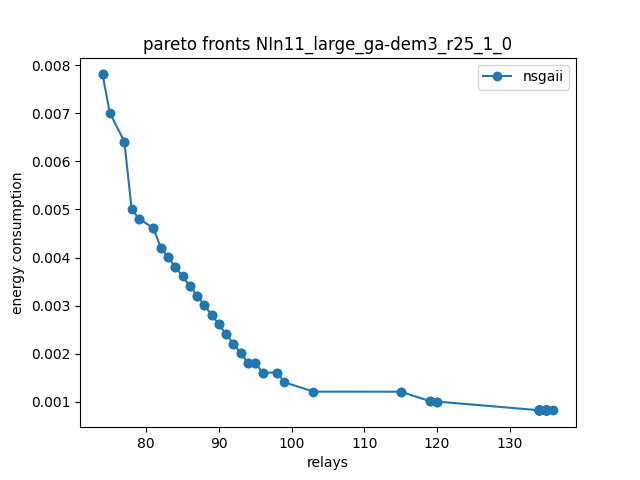 pareto fronts NIn11_large_ga-dem3_r25_1_0
nsgaii
0.008
0.007
0.006
0.005
0.004
0.003
0.002
0.001
energy consumption
80 90 100 110 120 130
relays